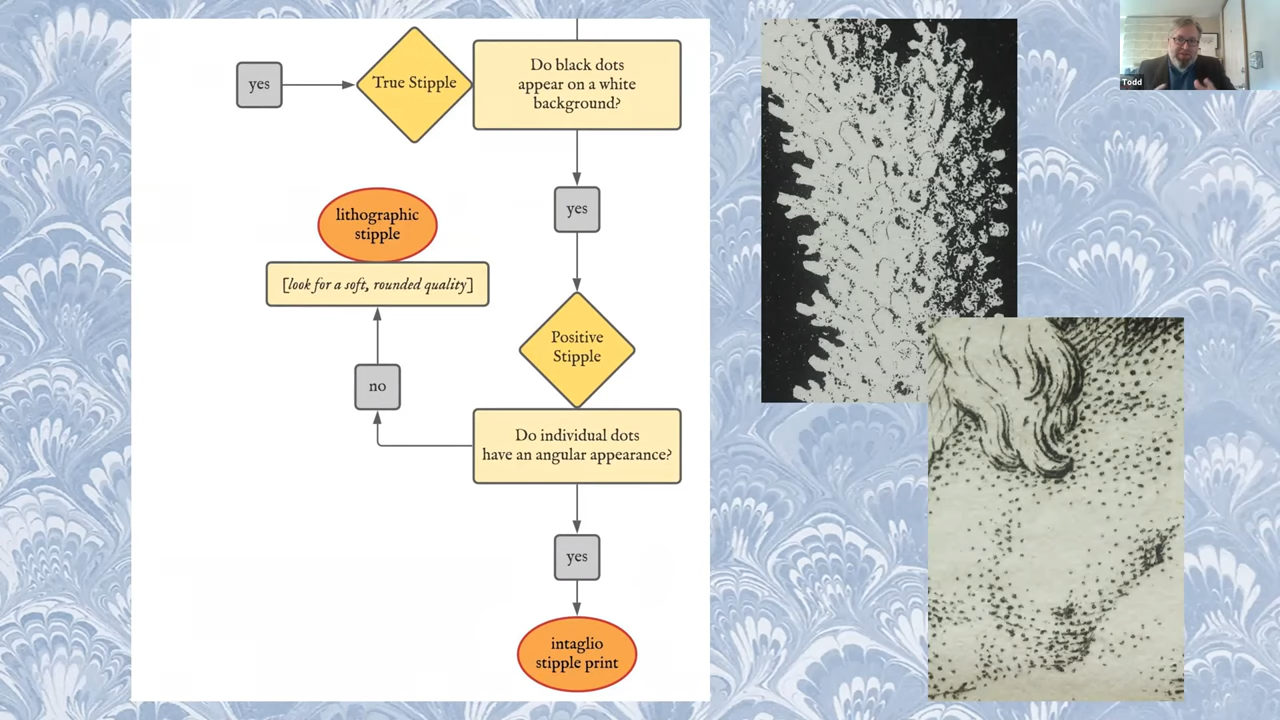 yes
True Stipple
Do black dots
appear on a white
background?
yes
lithographic
stipple
[look for a soft, rounded quality]
Positive
Stipple
no
Do individual dots
have an angular appearance?
yes
intaglio
stipple print
Todd